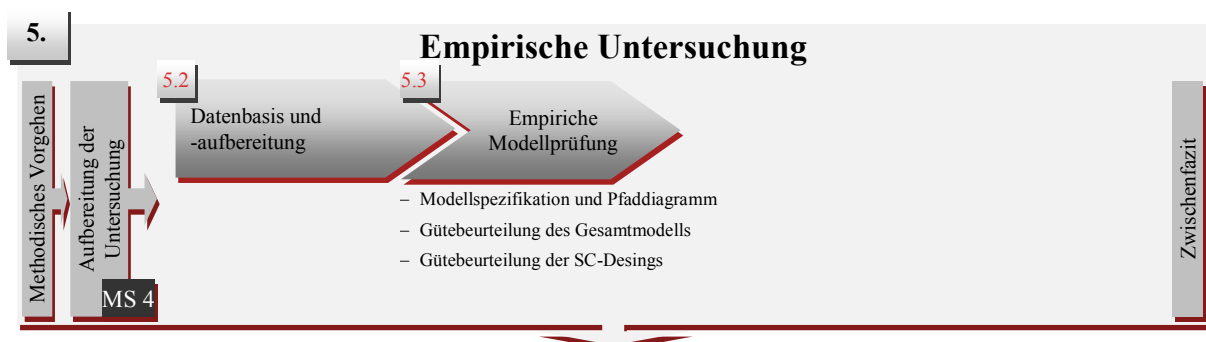 5.
Empirische Untersuchung
Methodisches Vorgehen
Aufbereitung der
Untersuchung
MS 4
5.2
Datenbasis und
-aufbereitung
5.3
Empiriche
Modellprüfung
– Modellspezifikation und Pfaddiagramm
– Gütebeurteilung des Gesamtmodells
– Gütebeurteilung der SC-Desings
Zwischenfazit